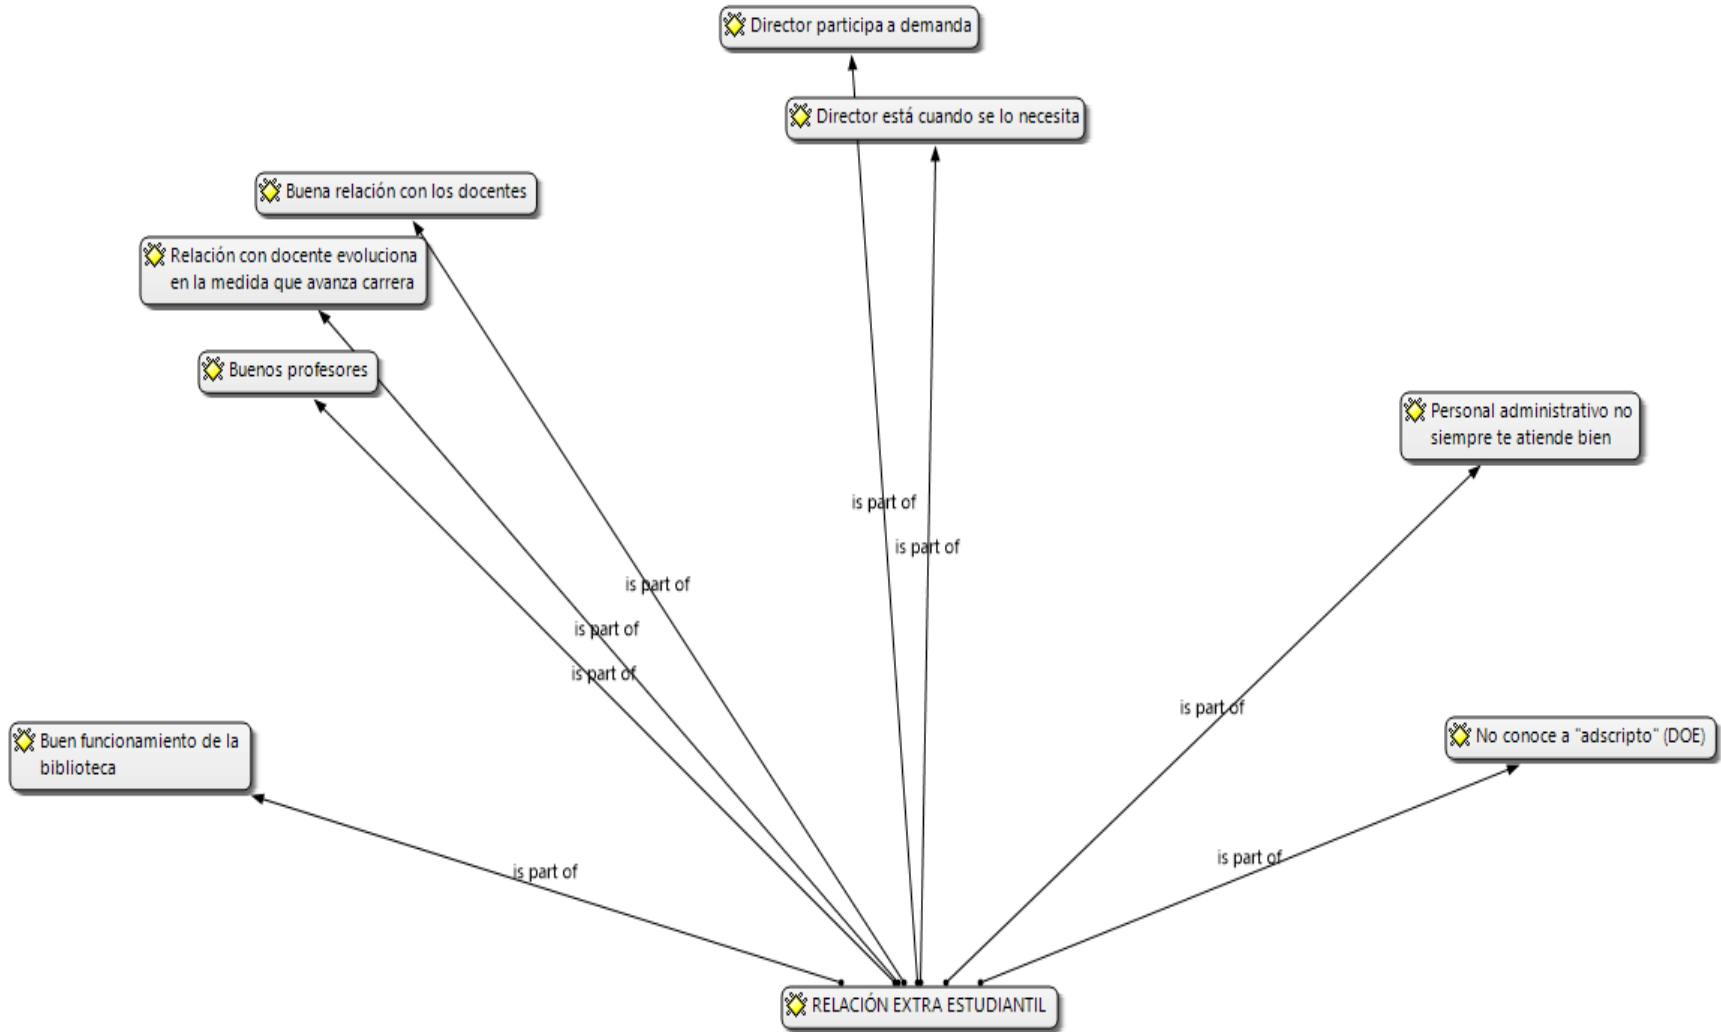 Director participa a demanda
Director está cuando se lo necesita
Buena relación con los docentes
Relación con docente evoluciona
en la medida que avanza carrera
Buenos profesores
Personal administrativo no
siempre te atiende bien
is part of
is part of
is part of
is part of
is part of
is part of
Buen funcionamiento de la
biblioteca
No conoce a "adscripto" (DOE)
is part of
is part of
RELACIÓN EXTRA ESTUDIANTIL